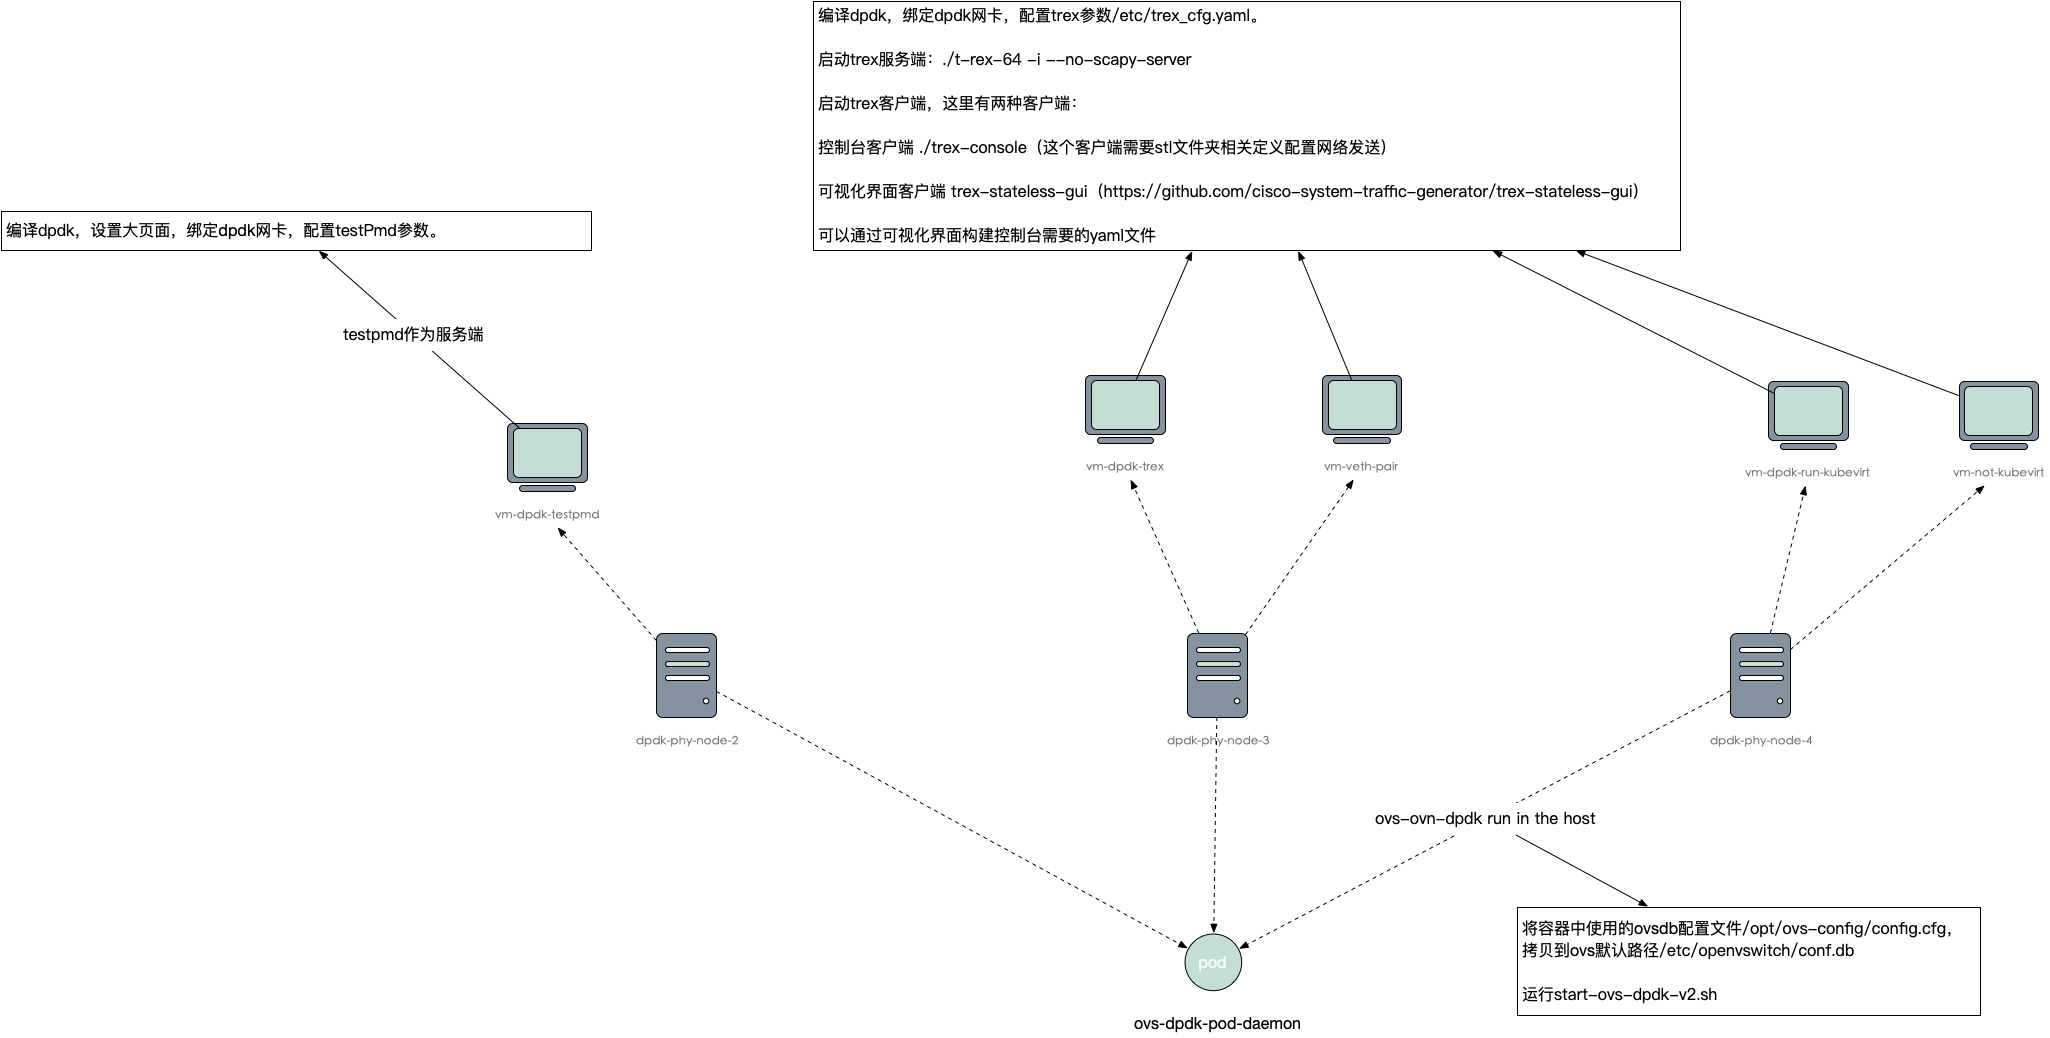 编译dpdk，绑定dpdk网卡，配置trex参数/etc/trex_cfg.yaml。
启动trex服务端：./t-rex-64 -i --no-scapy-server
启动trex客户端，这里有两种客户端：
控制台客户端 ./trex-console（这个客户端需要stl文件夹相关定义配置网络发送）
可视化界面客户端 trex-stateless-gui（https://github.com/cisco-system-traffic-generator/trex-stateless-gui）
可以通过可视化界面构建控制台需要的yaml文件
编译dpdk，设置大页面，绑定dpdk网卡，配置testPmd参数。
testpmd作为服务端
vm-dpdk-testpmd
vm-dpdk-trex
vm-veth-pair
vm-dpdk-run-kubevirt
vm-not-kubevirt
dpdk-phy-node-2
dpdk-phy-node-3
dpdk-phy-node-4
ovs-ovn-dpdk run in the host
pod
ovs-dpdk-pod-daemon
将容器中使用的ovsdb配置文件/opt/ovs-config/config.cfg，
拷贝到ovs默认路径/etc/openvswitch/conf.db
运行start-ovs-dpdk-v2.sh